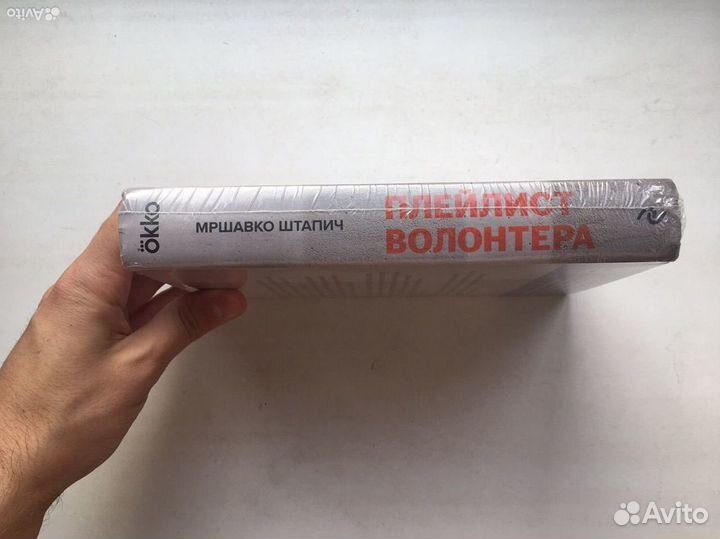 Avito
ökko
МРШАВКО ШТАПИЧ
ПЛЕЙЛИСТ
ВОЛОНТЕРА
Avito